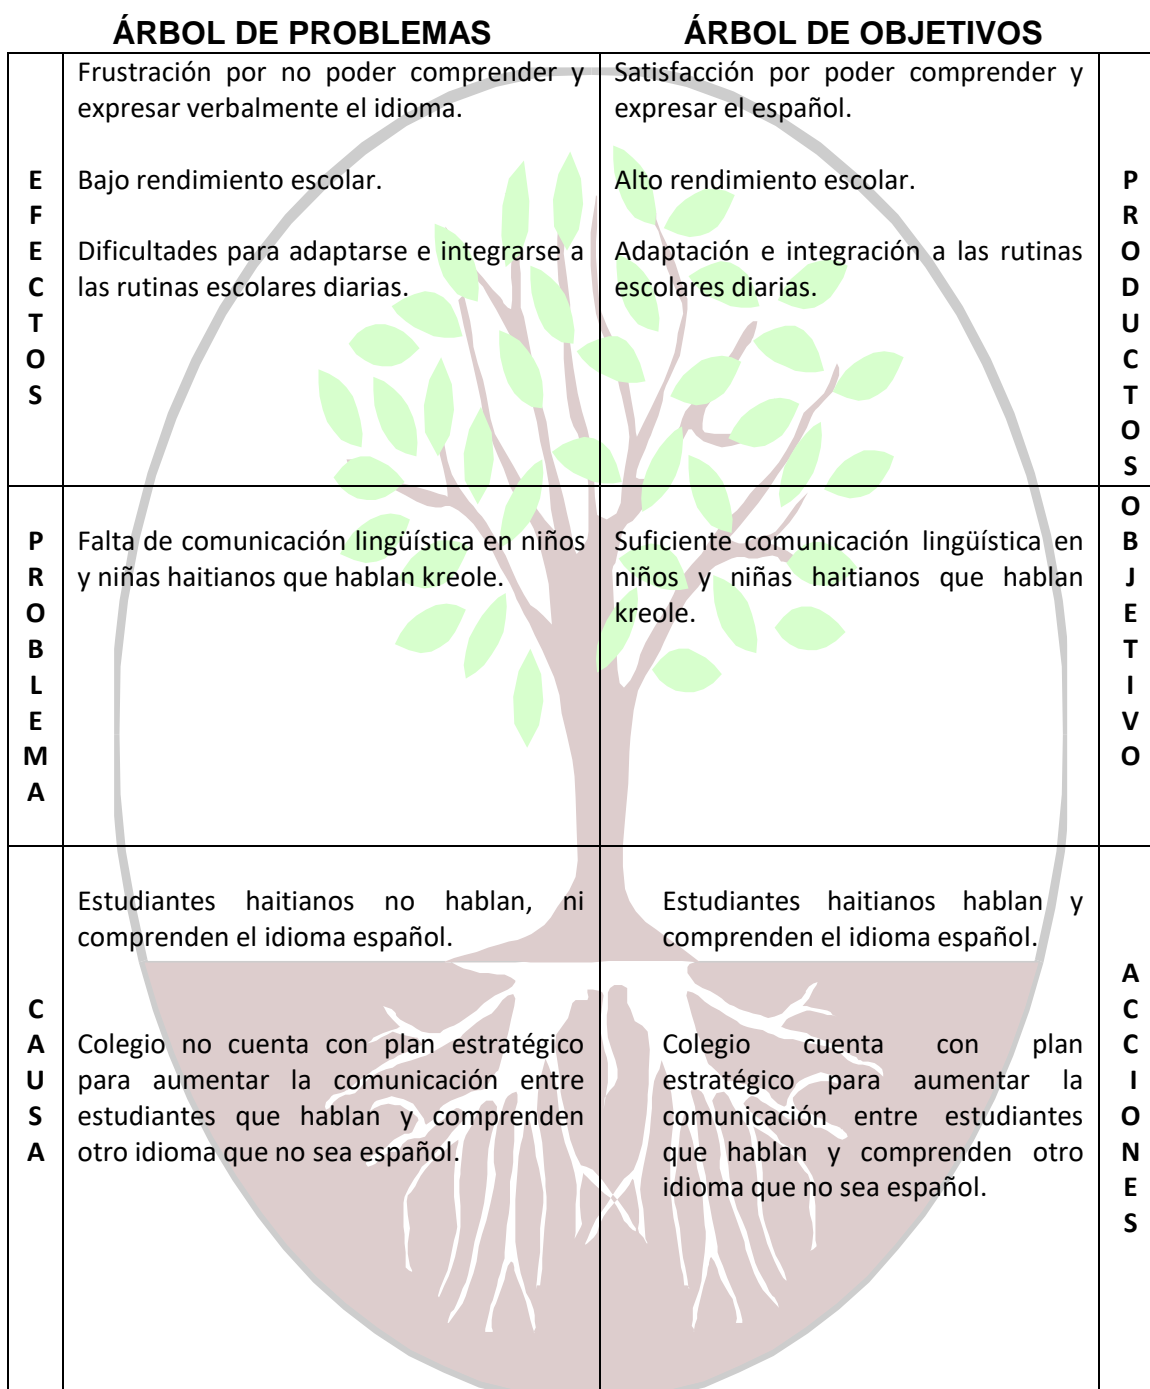 ÁRBOL DE PROBLEMAS
ÁRBOL DE OBJETIVOS
EFECTOS
Frustración por no poder comprender y
expresar verbalmente el idioma.
Bajo rendimiento escolar.
Dificultades para adaptarse e integrarse a
las rutinas escolares diarias.
Satisfacción por poder comprender y
expresar el español.
Alto rendimiento escolar.
Adaptación e integración a las rutinas
escolares diarias.
PRODUCTOS
PROBLEMA
Falta de comunicación lingüística en niños
y niñas haitianos que hablan kreole.
Suficiente comunicación lingüística en
niños y niñas haitianos que hablan
kreole.
OBJETIVO
CAUSA
Estudiantes haitianos no hablan, ni
comprenden el idioma español.
Colegio no cuenta con plan estratégico
para aumentar la comunicación entre
estudiantes que hablan y comprenden
otro idioma que no sea español.
Estudiantes haitianos hablan y
comprenden el idioma español.
Colegio cuenta con plan
estratégico para aumentar la
comunicación entre estudiantes
que hablan y comprenden otro
idioma que no sea español.
ACCIONES